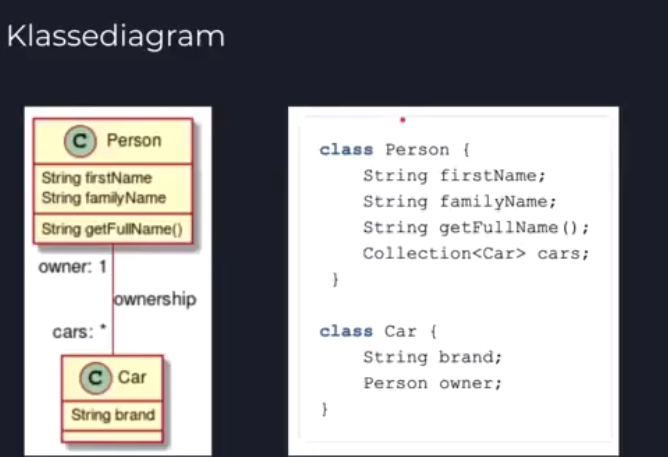 Klassediagram
C Person
String firstName
String familyName
String getFullName()
owner: 1
ownership
cars: *
C Car
String brand
class Person {
String firstName;
String familyName;
String getFullName();
Collection<Car> cars;
}
class Car {
String brand;
Person owner;
}